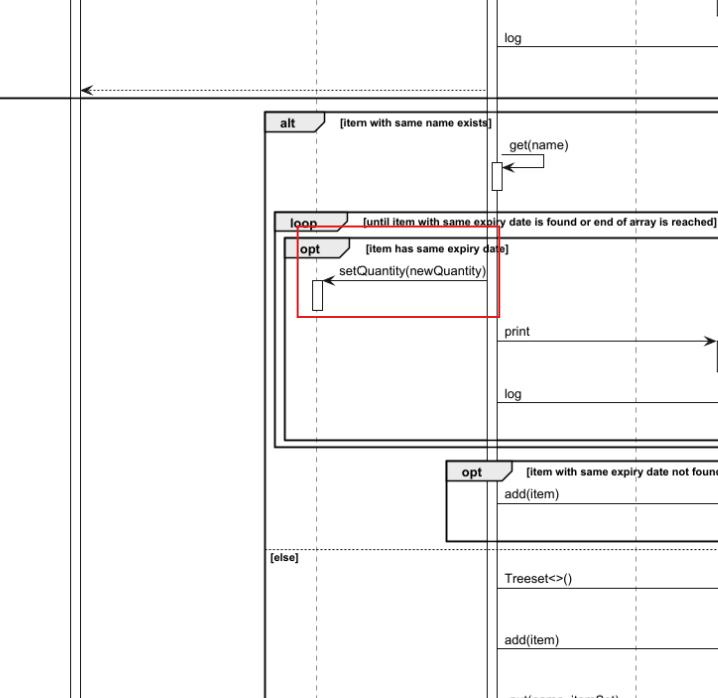 log
alt [item with same name exists]
get(name)
loop [until item with same expiry date is found or end of array is reached]
opt [item has same expiry date]
setQuantity(newQuantity)
print
log
opt [item with same expiry date not foun
add(item)
[else]
Treeset<>()
add(item)